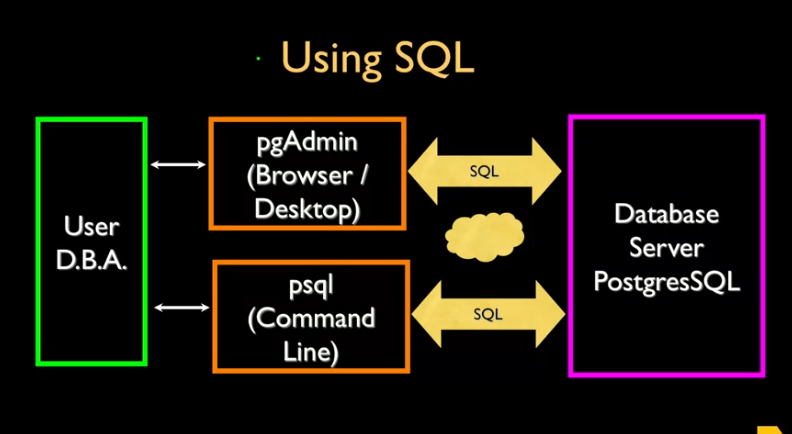 Using SQL
User
D.B.A.
pgAdmin
(Browser /
Desktop)
SQL
psql
(Command
Line)
SQL
Database
Server
PostgresSQL